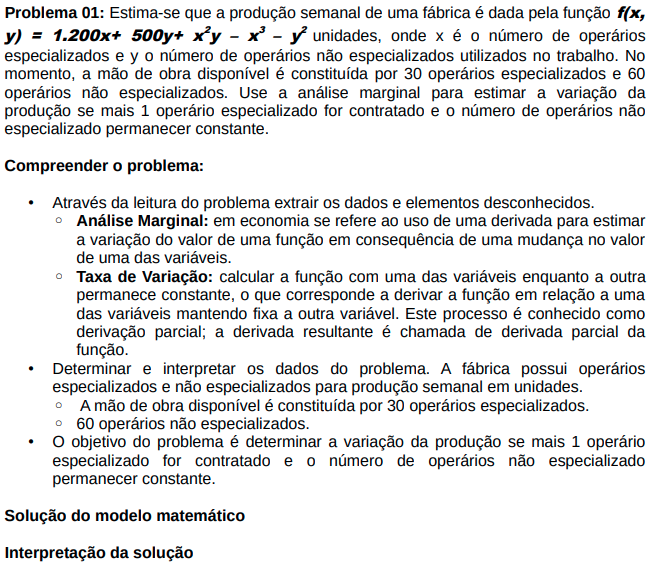 Problema 01: Estima-se que a produção semanal de uma fábrica é dada pela função f(x,
y) = 1.200x+ 500y+ x²y – x³ – y² unidades, onde x é o número de operários
especializados e y o número de operários não especializados utilizados no trabalho. No
momento, a mão de obra disponível é constituída por 30 operários especializados e 60
operários não especializados. Use a análise marginal para estimar a variação da
produção se mais 1 operário especializado for contratado e o número de operários não
especializado permanecer constante.
Compreender o problema:
• Através da leitura do problema extrair os dados e elementos desconhecidos.
○ Análise Marginal: em economia se refere ao uso de uma derivada para estimar
a variação do valor de uma função em consequência de uma mudança no valor
de uma das variáveis.
○ Taxa de Variação: calcular a função com uma das variáveis enquanto a outra
permanece constante, o que corresponde a derivar a função em relação a uma
das variáveis mantendo fixa a outra variável. Este processo é conhecido como
derivação parcial; a derivada resultante é chamada de derivada parcial da
função.
• Determinar e interpretar os dados do problema. A fábrica possui operários
especializados e não especializados para produção semanal em unidades.
○ A mão de obra disponível é constituída por 30 operários especializados.
○ 60 operários não especializados.
• O objetivo do problema é determinar a variação da produção se mais 1 operário
especializado for contratado e o número de operários não especializado
permanecer constante.
Solução do modelo matemático
Interpretação da solução